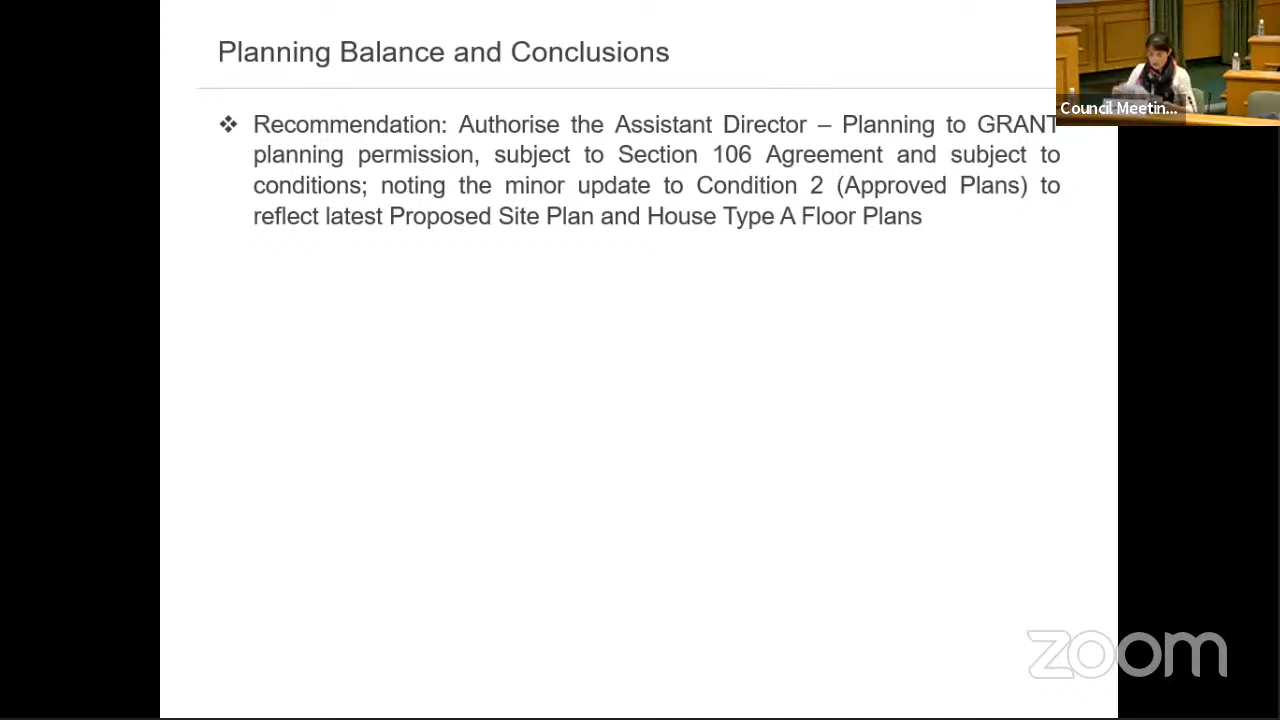 Planning Balance and Conclusions
❖ Recommendation: Authorise the Assistant Director – Planning to GRANT
planning permission, subject to Section 106 Agreement and subject to
conditions; noting the minor update to Condition 2 (Approved Plans) to
reflect latest Proposed Site Plan and House Type A Floor Plans
Council Meetin...
zoom